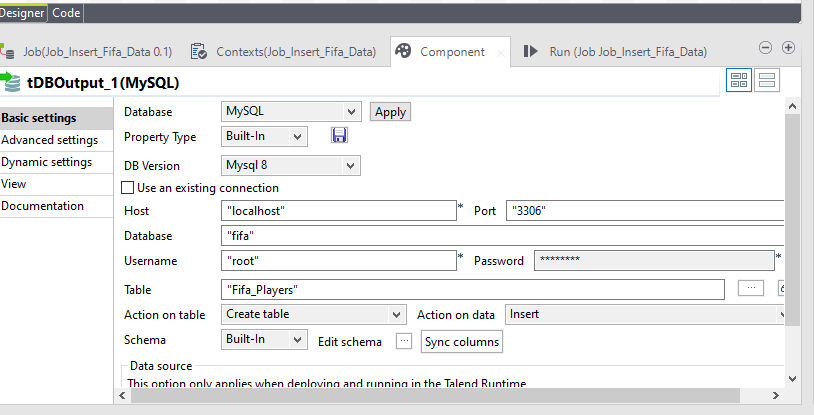 Designer Code
Job(Job_Insert_Fifa_Data 0.1) Contexts(Job_Insert_Fifa_Data) Component Run (Job Job_Insert_Fifa_Data)
tDBOutput_1(MySQL)
Basic settings
Advanced settings
Dynamic settings
View
Documentation
Database MySQL Apply
Property Type Built-In
DB Version Mysql 8
Use an existing connection
Host "localhost" * Port "3306"
Database "fifa"
Username "root" * Password ******** *
Table "Fifa_Players" ...
Action on table Create table Action on data Insert
Schema Built-In Edit schema ... Sync columns
Data source
This option only applies when deploying and running in the Talend Runtime